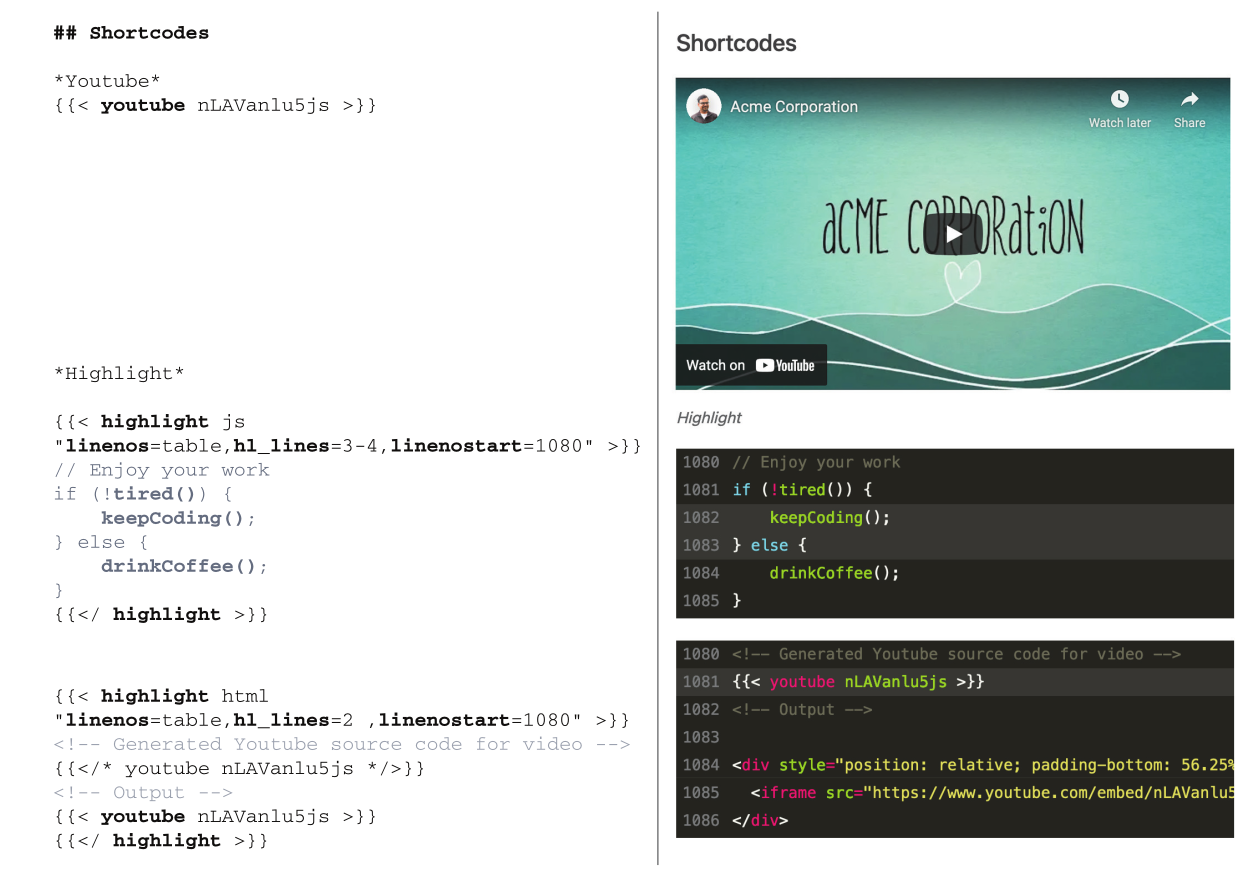 ## Shortcodes
*Youtube*
{{< youtube nLAVanlu5js >}}
*Highlight*
{{< highlight js
"linenos=table,hl_lines=3-4,linenostart=1080" >}}
// Enjoy your work
if (!tired()) {
    keepCoding();
} else {
    drinkCoffee();
}
{{</ highlight >}}
{{< highlight html
"linenos=table,hl_lines=2 ,linenostart=1080" >}}
<!-- Generated Youtube source code for video -->
{{</* youtube nLAVanlu5js */>}}
<!-- Output -->
{{< youtube nLAVanlu5js >}}
{{</ highlight >}}
Shortcodes
Acme Corporation
Watch later
Share
aCME CORPORatiON
Watch on YouTube
Highlight
1080 // Enjoy your work
1081 if (!tired()) {
1082     keepCoding();
1083 } else {
1084     drinkCoffee();
1085 }
1080 <!-- Generated Youtube source code for video -->
1081 {{< youtube nLAVanlu5js >}}
1082 <!-- Output -->
1083
1084 <div style="position: relative; padding-bottom: 56.25%
1085   <iframe src="https://www.youtube.com/embed/nLAVanlu5
1086 </div>